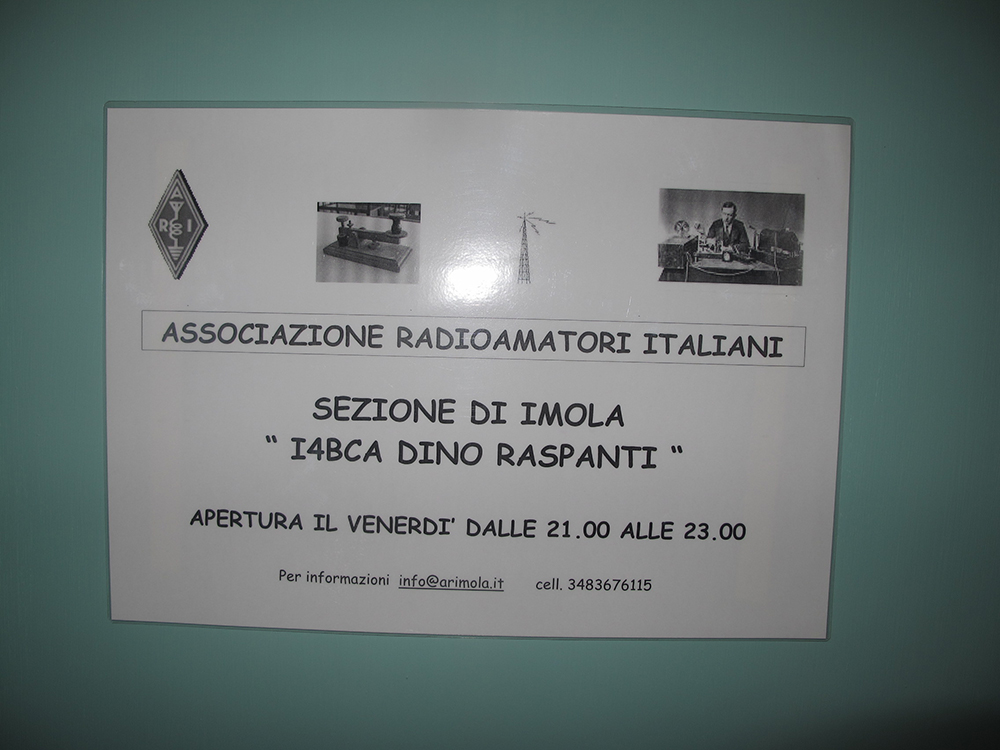 A
R I
ASSOCIAZIONE RADIOAMATORI ITALIANI
SEZIONE DI IMOLA
“ I4BCA DINO RASPANTI “
APERTURA IL VENERDI’ DALLE 21.00 ALLE 23.00
Per informazioni info@arimola.it cell. 3483676115